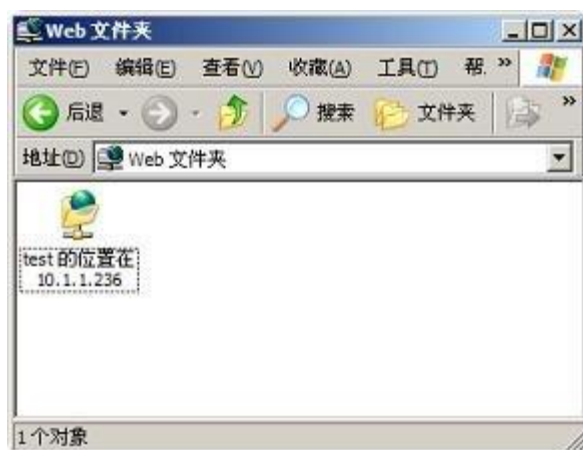 Web 文件夹
文件(F) 编辑(E) 查看(V) 收藏(A) 工具(T) 帮. »
后退 搜索 文件夹 »
地址(D) Web 文件夹
test 的位置在
10.1.1.236
1 个对象